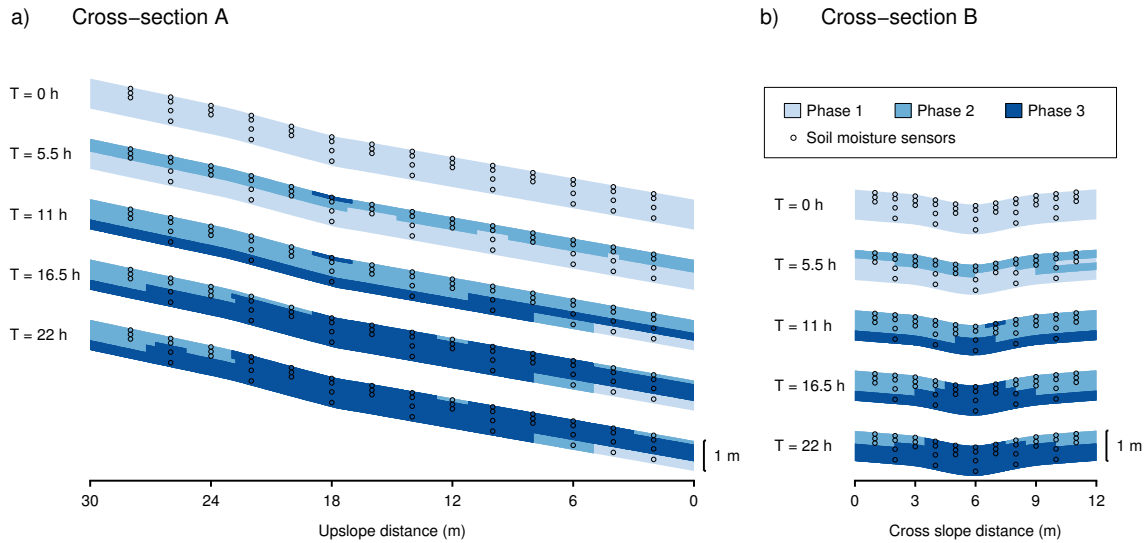 a) Cross−section A
T = 0 h
T = 5.5 h
T = 11 h
T = 16.5 h
T = 22 h
1 m
30 24 18 12 6 0
Upslope distance (m)
b) Cross−section B
Phase 1 Phase 2 Phase 3
Soil moisture sensors
T = 0 h
T = 5.5 h
T = 11 h
T = 16.5 h
T = 22 h
1 m
0 3 6 9 12
Cross slope distance (m)